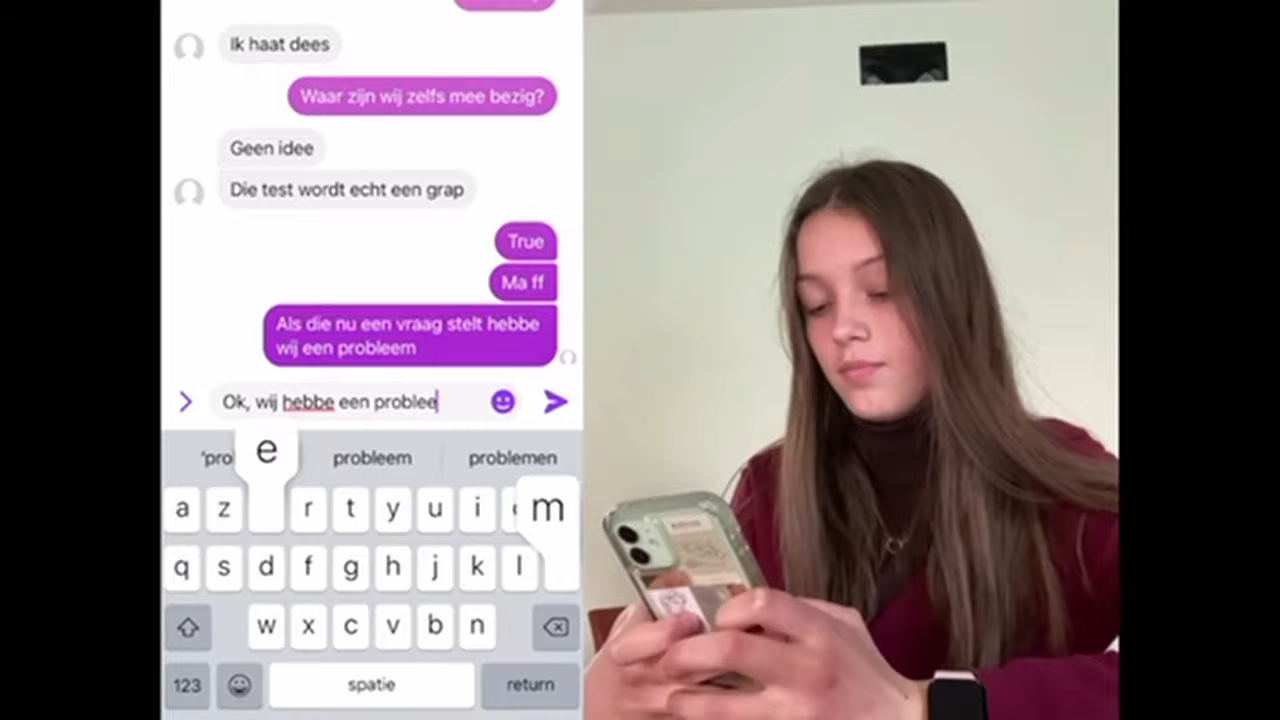 Ik haat dees
Waar zijn wij zelfs mee bezig?
Geen idee
Die test wordt echt een grap
True
Ma ff
Als die nu een vraag stelt hebbe
wij een probleem
Ok, wij hebbe een problee
'pro
probleem
problemen
e
m
a z r t y u i
q s d f g h j k l
w x c v b n
123
spatie
return